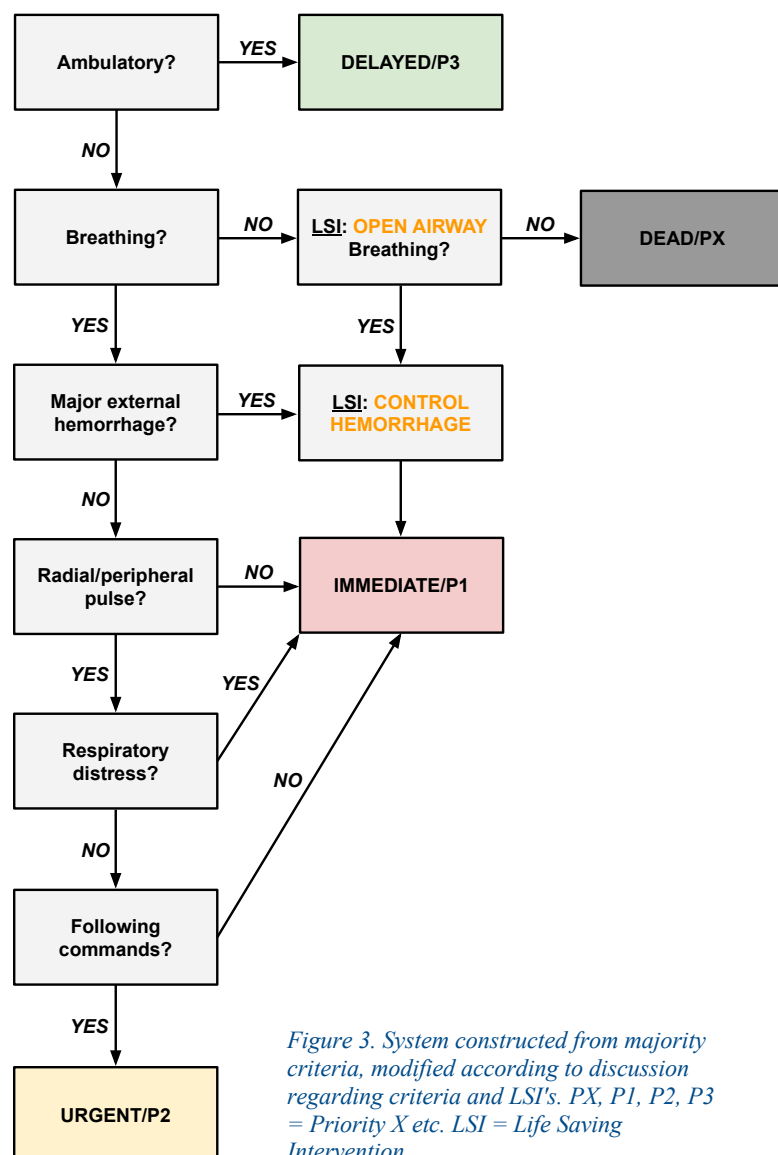 Ambulatory?
YES
DELAYED/P3
NO
Breathing?
NO
LSI: OPEN AIRWAY
Breathing?
NO
DEAD/PX
YES
YES
Major external
hemorrhage?
YES
LSI: CONTROL
HEMORRHAGE
NO
Radial/peripheral
pulse?
NO
IMMEDIATE/P1
YES
YES
Respiratory
distress?
NO
NO
Following
commands?
YES
URGENT/P2
Figure 3. System constructed from majority
criteria, modified according to discussion
regarding criteria and LSI's. PX, P1, P2, P3
= Priority X etc. LSI = Life Saving
Intervention